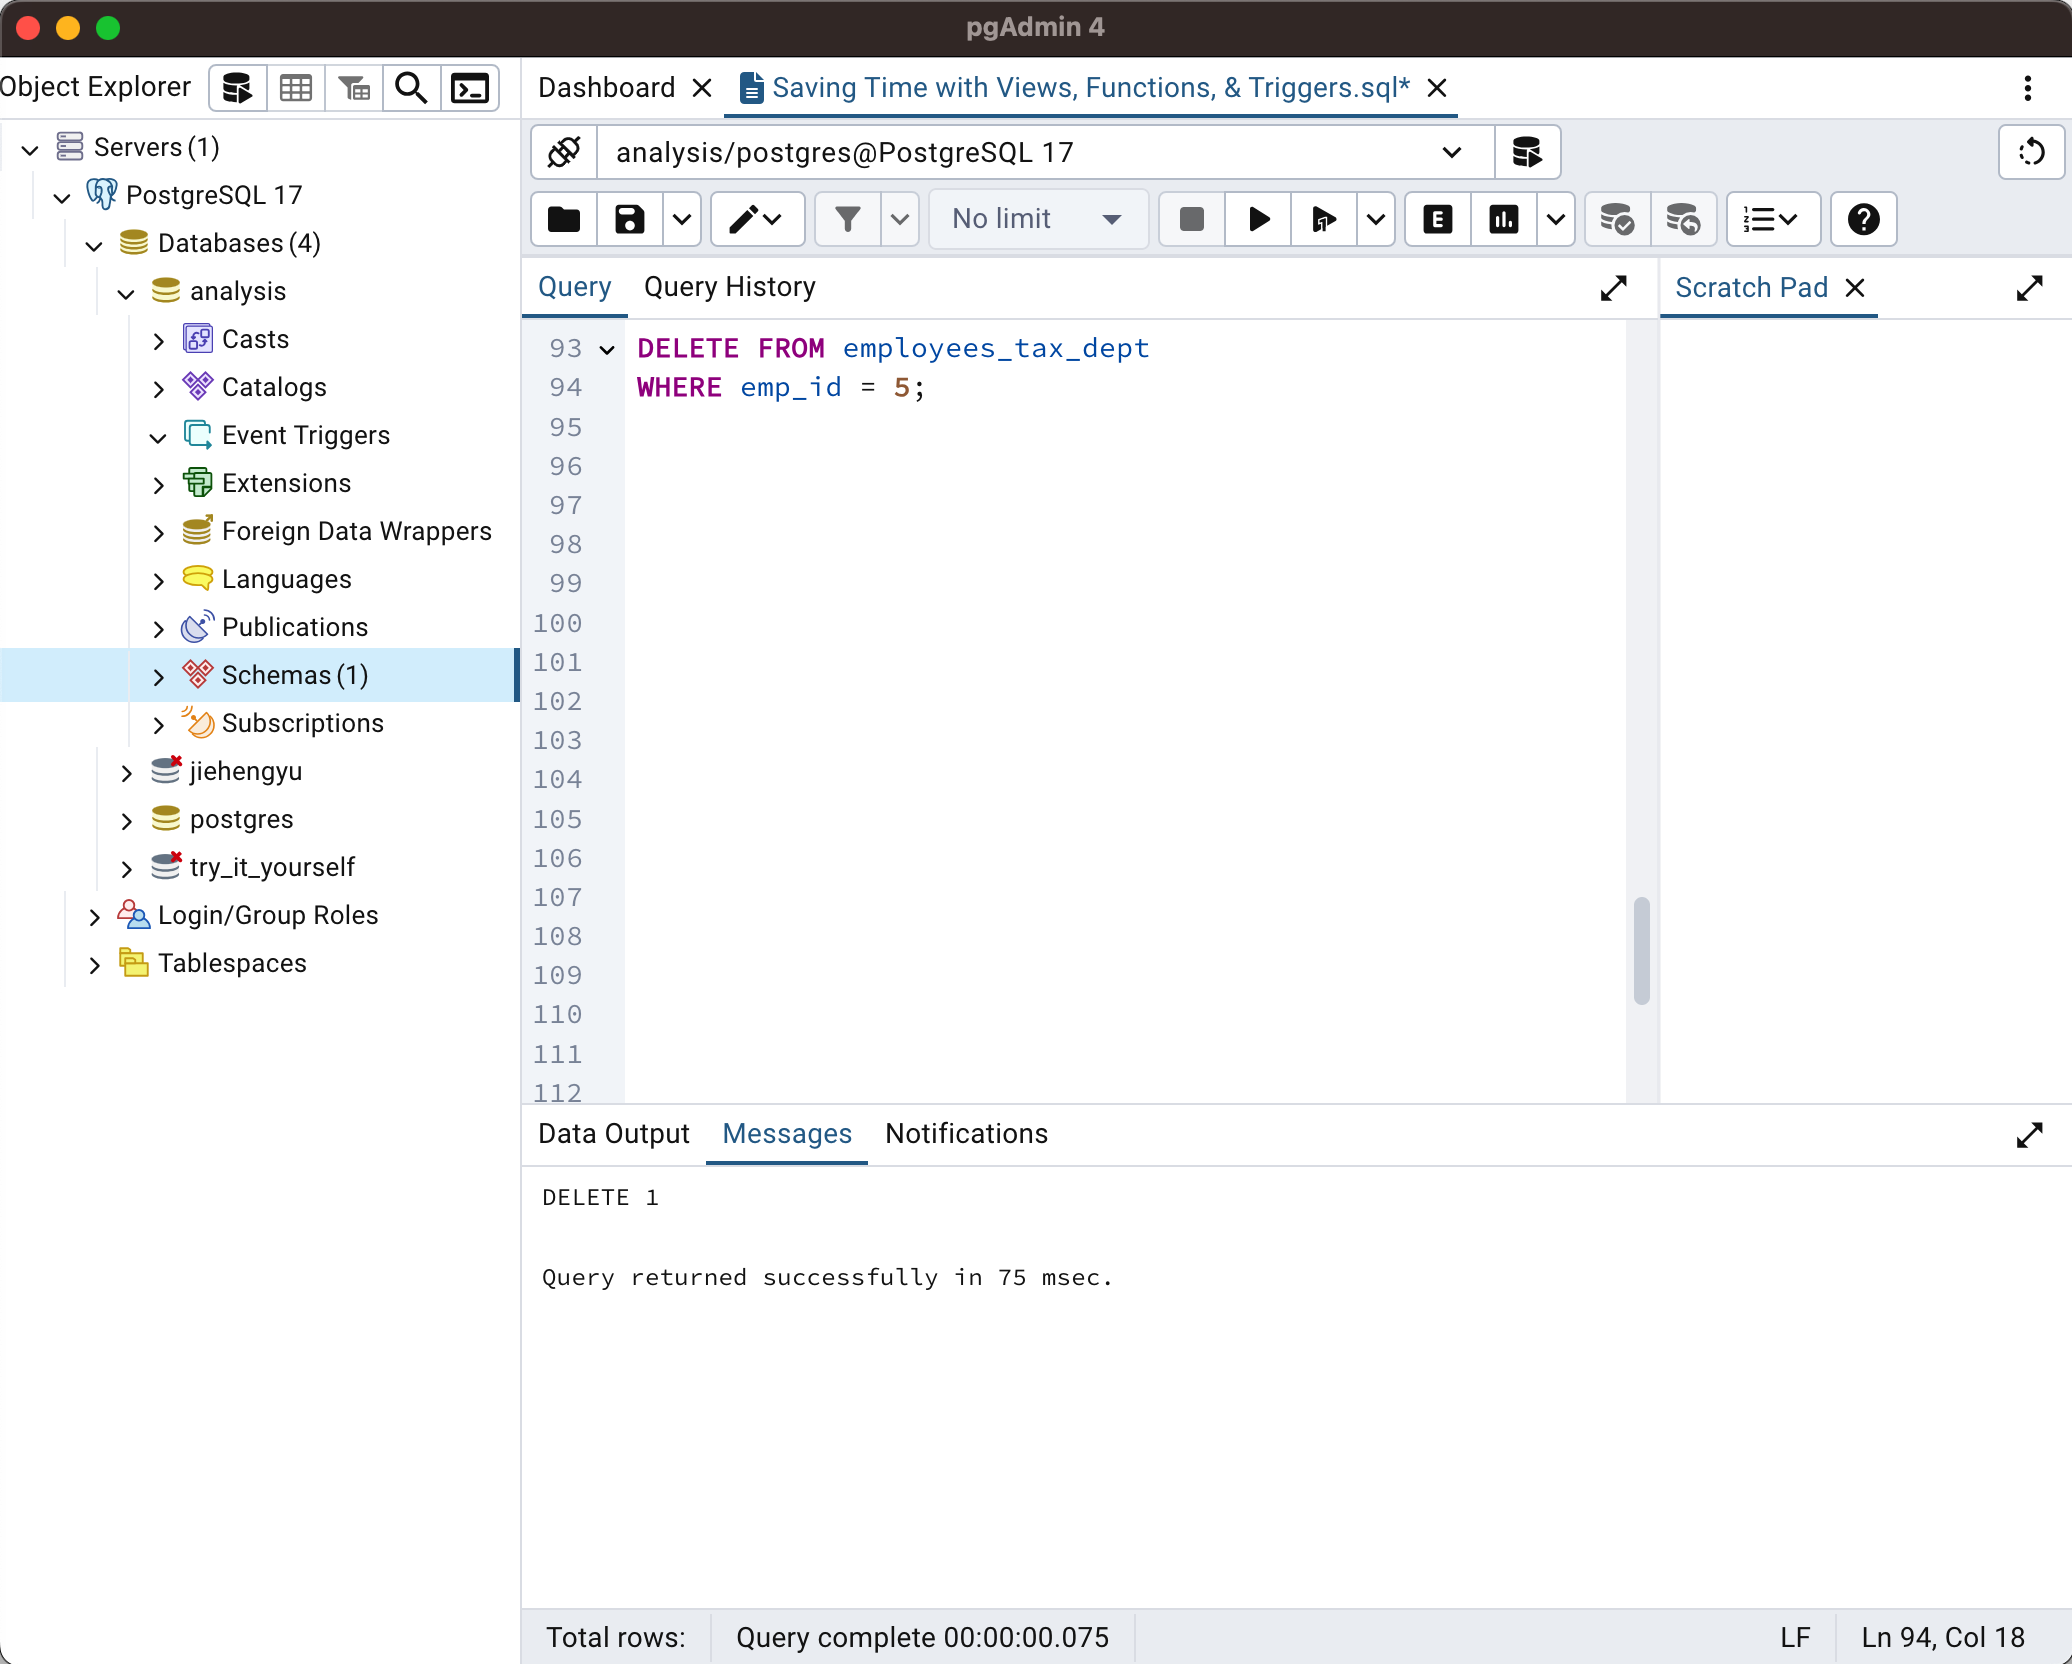 pgAdmin 4
Object Explorer
Dashboard
Saving Time with Views, Functions, & Triggers.sql*
Servers (1)
PostgreSQL 17
Databases (4)
analysis
Casts
Catalogs
Event Triggers
Extensions
Foreign Data Wrappers
Languages
Publications
Schemas (1)
Subscriptions
jiehengyu
postgres
try_it_yourself
Login/Group Roles
Tablespaces
analysis/postgres@PostgreSQL 17
No limit
E
Query
Query History
Scratch Pad
93 DELETE FROM employees_tax_dept
94 WHERE emp_id = 5;
95
96
97
98
99
100
101
102
103
104
105
106
107
108
109
110
111
112
Data Output
Messages
Notifications
DELETE 1
Query returned successfully in 75 msec.
Total rows:
Query complete 00:00:00.075
LF
Ln 94, Col 18